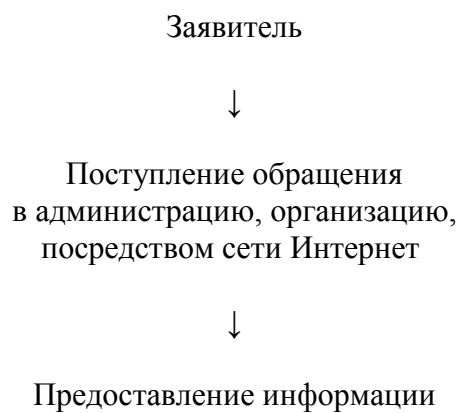 Заявитель
↓
Поступление обращения
в администрацию, организацию,
посредством сети Интернет
↓
Предоставление информации